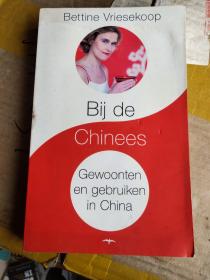 Bettine Vriesekoop
Bij de
Chinees
Gewoonten
en gebruiken
in China